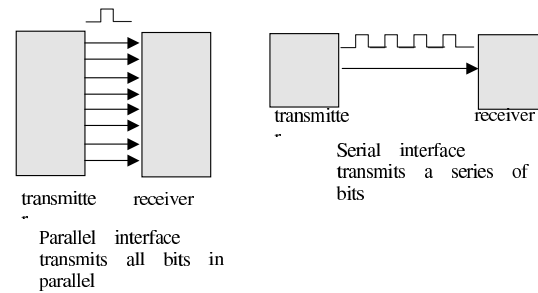 transmitte receiver
r
Parallel interface
transmits all bits in
parallel
transmitte receiver
r
Serial interface
transmits a series of
bits